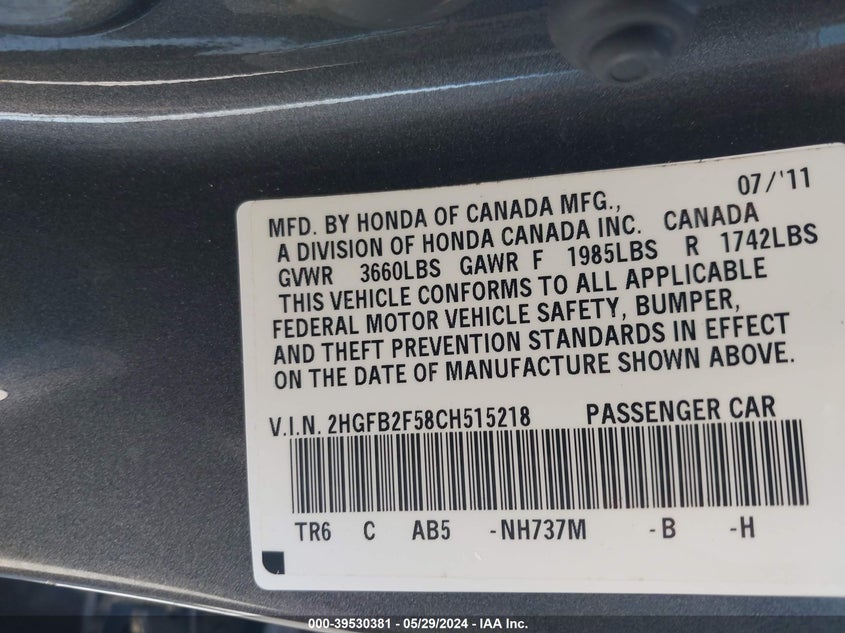 07/'11
MFD. BY HONDA OF CANADA MFG.,
A DIVISION OF HONDA CANADA INC. CANADA
GVWR 3660LBS GAWR F 1985LBS R 1742LBS
THIS VEHICLE CONFORMS TO ALL APPLICABLE
FEDERAL MOTOR VEHICLE SAFETY, BUMPER,
AND THEFT PREVENTION STANDARDS IN EFFECT
ON THE DATE OF MANUFACTURE SHOWN ABOVE.
V.I.N. 2HGFB2F58CH515218 PASSENGER CAR
TR6 C AB5 -NH737M -B -H
000-39530381 - 05/29/2024 - IAA Inc.